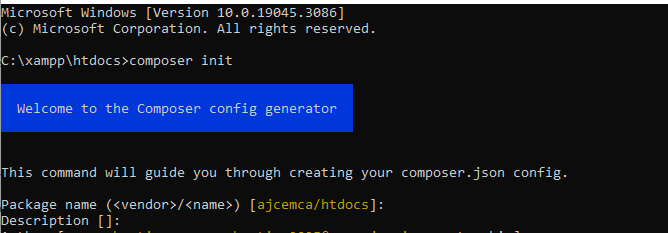 Microsoft Windows [Version 10.0.19045.3086]
(c) Microsoft Corporation. All rights reserved.
C:\xampp\htdocs>composer init
Welcome to the Composer config generator
This command will guide you through creating your composer.json config.
Package name (<vendor>/<name>) [ajcemca/htdocs]:
Description []: